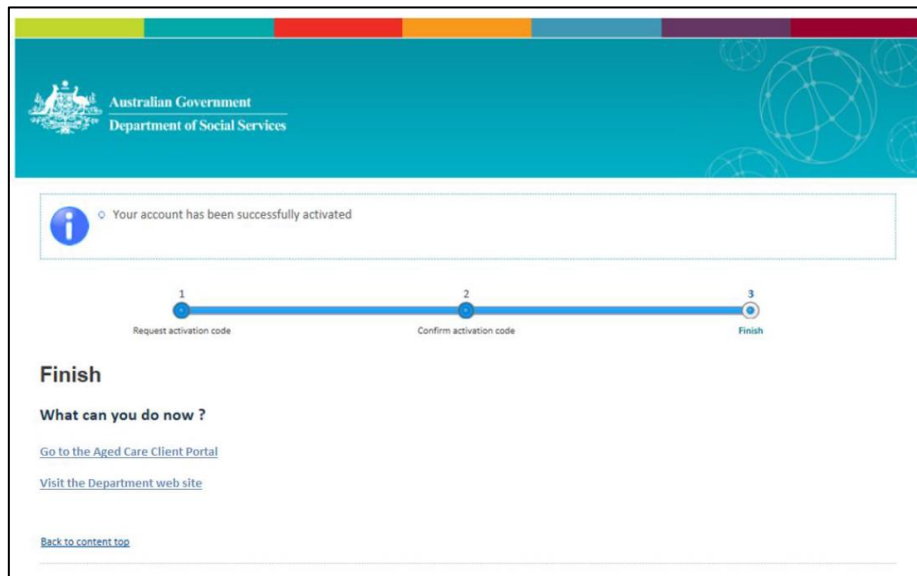 Australian Government
Department of Social Services
Your account has been successfully activated
1 2 3
Request activation code Confirm activation code Finish
Finish
What can you do now ?
Go to the Aged Care Client Portal
Visit the Department web site
Back to content top